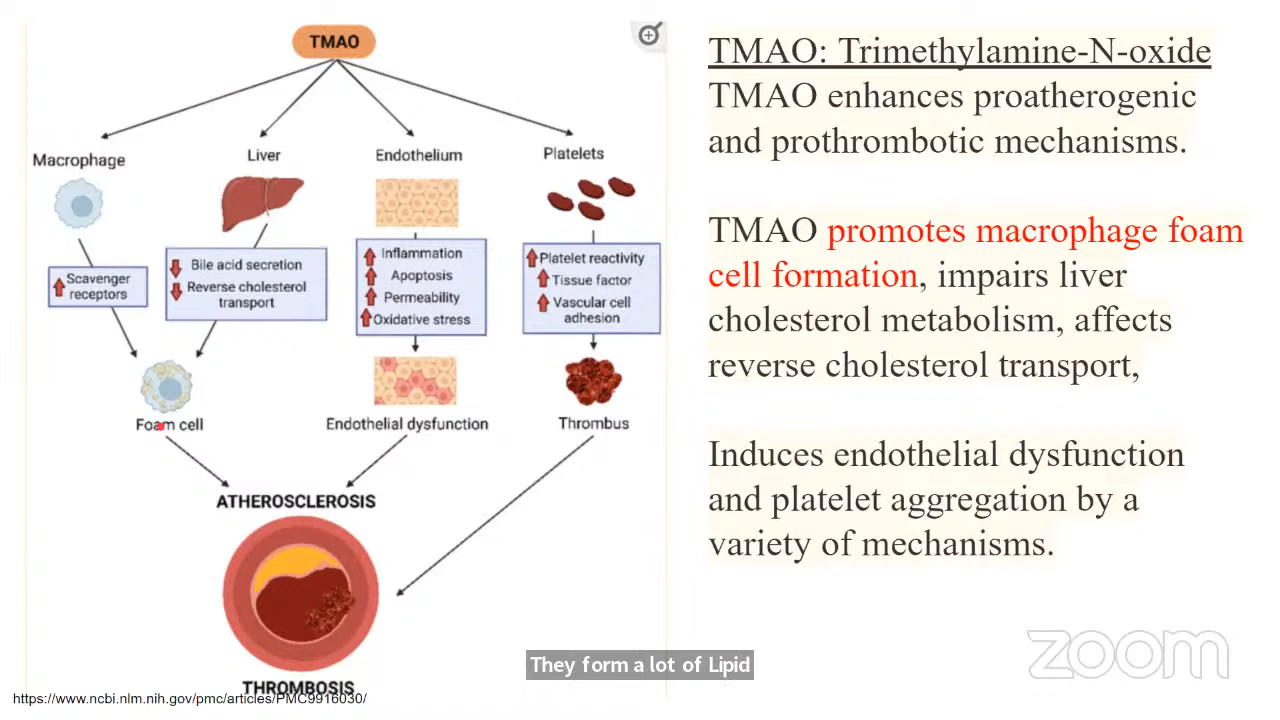 TMAO
Macrophage
Liver
Endothelium
Platelets
Scavenger
receptors
Bile acid secretion
Reverse cholesterol
transport
Inflammation
Apoptosis
Permeability
Oxidative stress
Platelet reactivity
Tissue factor
Vascular cell
adhesion
Foam cell
Endothelial dysfunction
Thrombus
ATHEROSCLEROSIS
THROMBOSIS
https://www.ncbi.nlm.nih.gov/pmc/articles/PMC9916030/
TMAO: Trimethylamine-N-oxide
TMAO enhances proatherogenic
and prothrombotic mechanisms.
TMAO promotes macrophage foam
cell formation, impairs liver
cholesterol metabolism, affects
reverse cholesterol transport,
Induces endothelial dysfunction
and platelet aggregation by a
variety of mechanisms.
They form a lot of Lipid
zoom